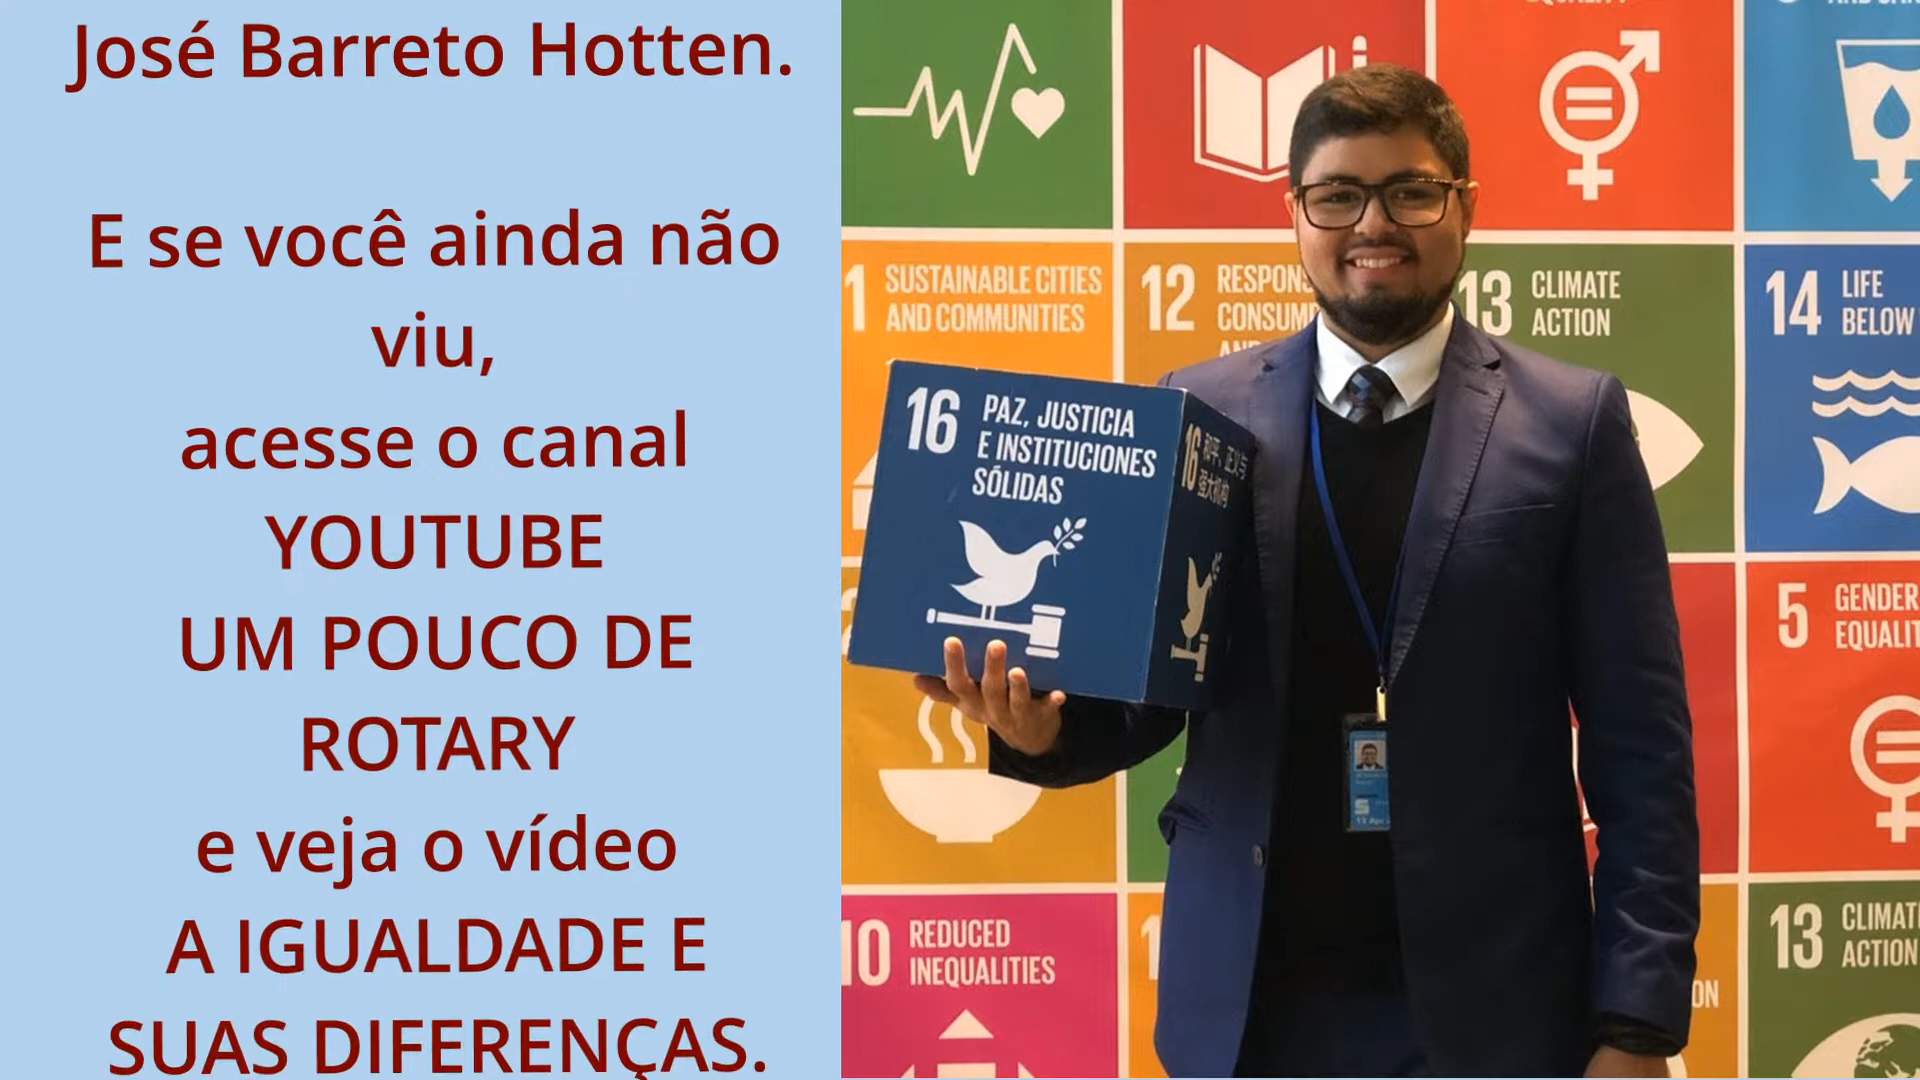 José Barreto Hotten.
E se você ainda não
viu,
acesse o canal
YOUTUBE
UM POUCO DE
ROTARY
e veja o vídeo
A IGUALDADE E
SUAS DIFERENÇAS.
1 SUSTAINABLE CITIES
AND COMMUNITIES
12
13 CLIMATE
ACTION
14 LIFE
BELOW
16 PAZ, JUSTICIA
E INSTITUCIONES
SÓLIDAS
16
5 GENDER
10 REDUCED
INEQUALITIES
13
ACTION